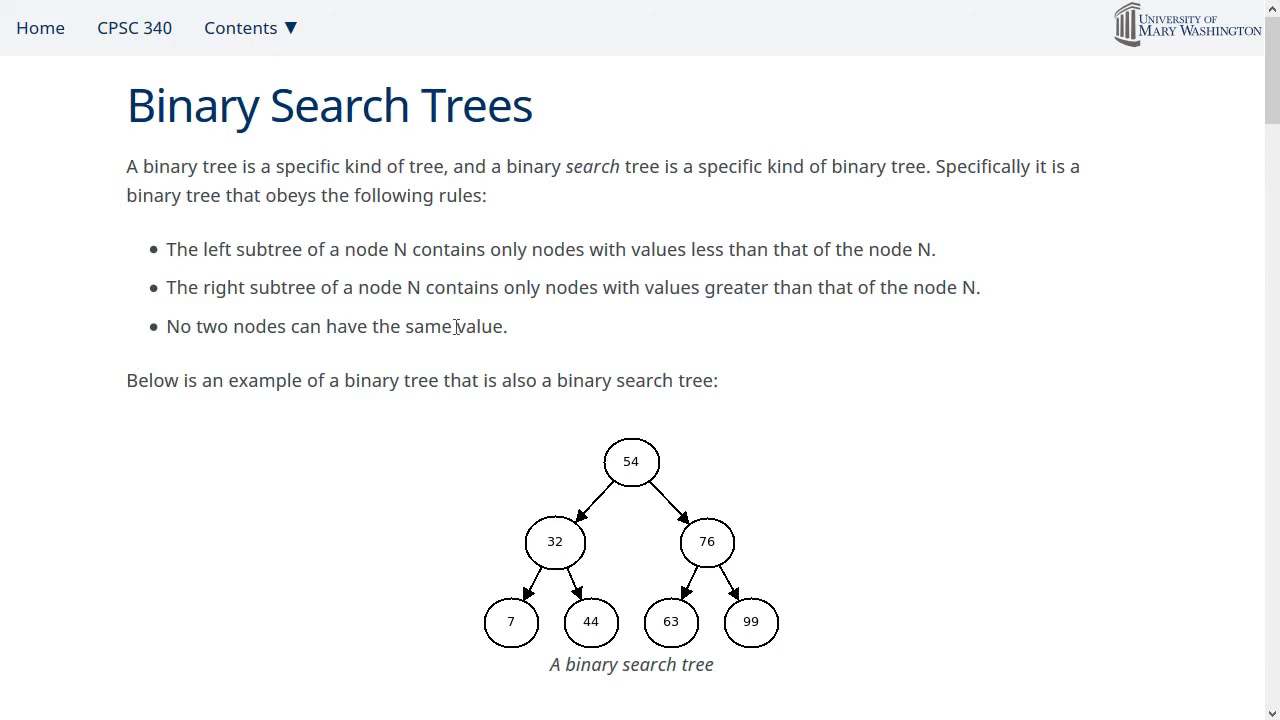 Home CPSC 340 Contents ▼
UNIVERSITY OF
MARY WASHINGTON
Binary Search Trees
A binary tree is a specific kind of tree, and a binary search tree is a specific kind of binary tree. Specifically it is a
binary tree that obeys the following rules:
• The left subtree of a node N contains only nodes with values less than that of the node N.
• The right subtree of a node N contains only nodes with values greater than that of the node N.
• No two nodes can have the same value.
Below is an example of a binary tree that is also a binary search tree:
54
32 76
7 44 63 99
A binary search tree